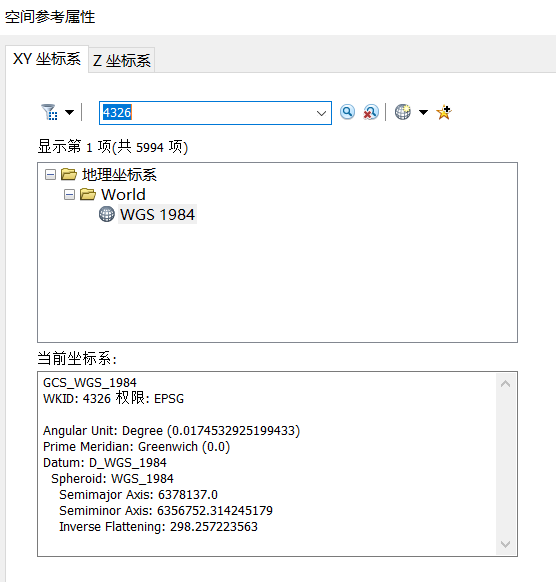 空间参考属性
XY 坐标系 Z 坐标系
4326
显示第 1 项(共 5994 项)
地理坐标系
World
WGS 1984
当前坐标系:
GCS_WGS_1984
WKID: 4326 权限: EPSG
Angular Unit: Degree (0.0174532925199433)
Prime Meridian: Greenwich (0.0)
Datum: D_WGS_1984
Spheroid: WGS_1984
Semimajor Axis: 6378137.0
Semiminor Axis: 6356752.314245179
Inverse Flattening: 298.257223563